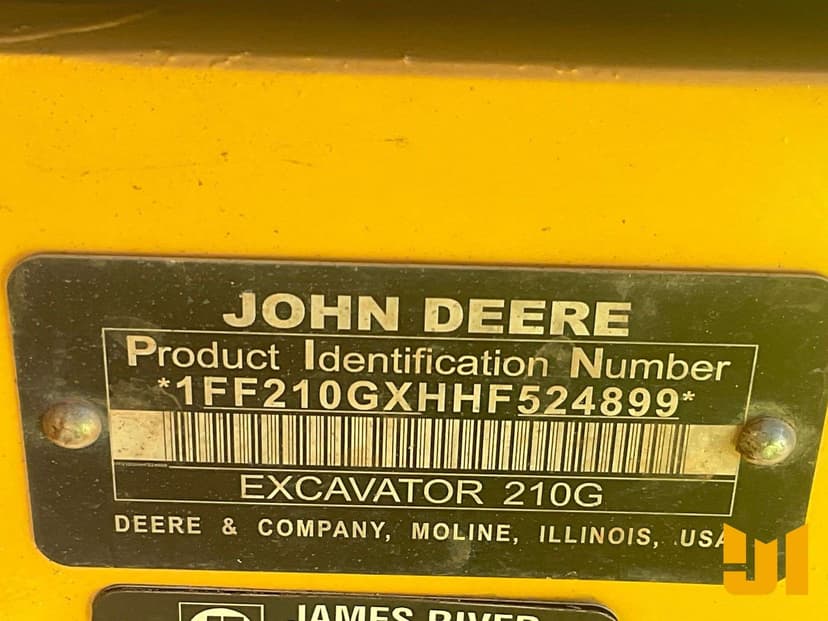 JOHN DEERE
Product Identification Number
*1FF210GXHHF524899*
EXCAVATOR 210G
DEERE & COMPANY, MOLINE, ILLINOIS, USA
JAMES RIVER